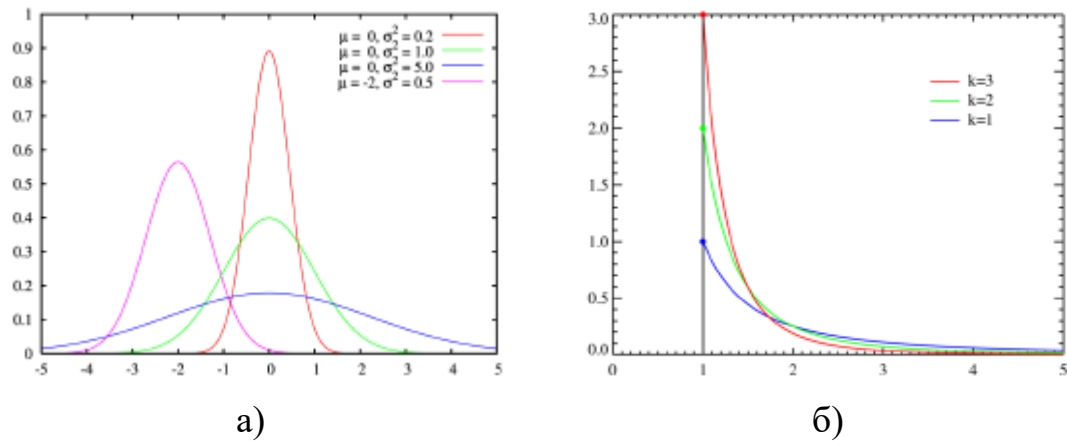 1
0.9
0.8
0.7
0.6
0.5
0.4
0.3
0.2
0.1
0
-5 -4 -3 -2 -1 0 1 2 3 4 5
μ = 0, σ² = 0.2
μ = 0, σ² = 1.0
μ = 0, σ² = 5.0
μ = -2, σ² = 0.5
а)
3.0
2.5
2.0
1.5
1.0
0.5
0.0
0 1 2 3 4 5
k=3
k=2
k=1
б)